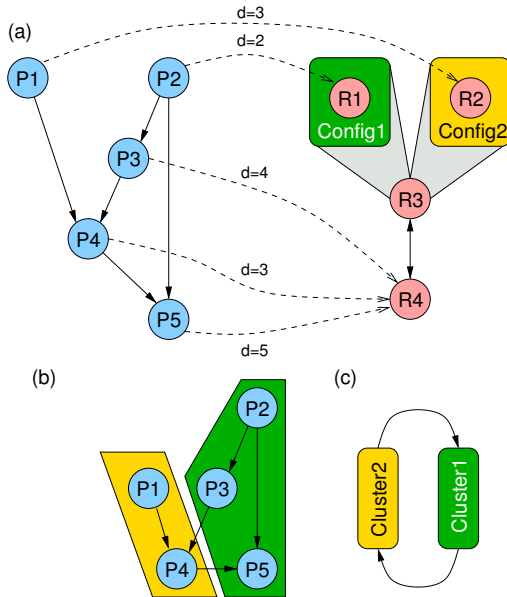 d=3
(a)
d=2
P1
P2
R1
R2
Config1
Config2
P3
d=4
R3
P4
d=3
R4
P5
d=5
(b)
(c)
P2
P1
P3
Cluster2
Cluster1
P4
P5